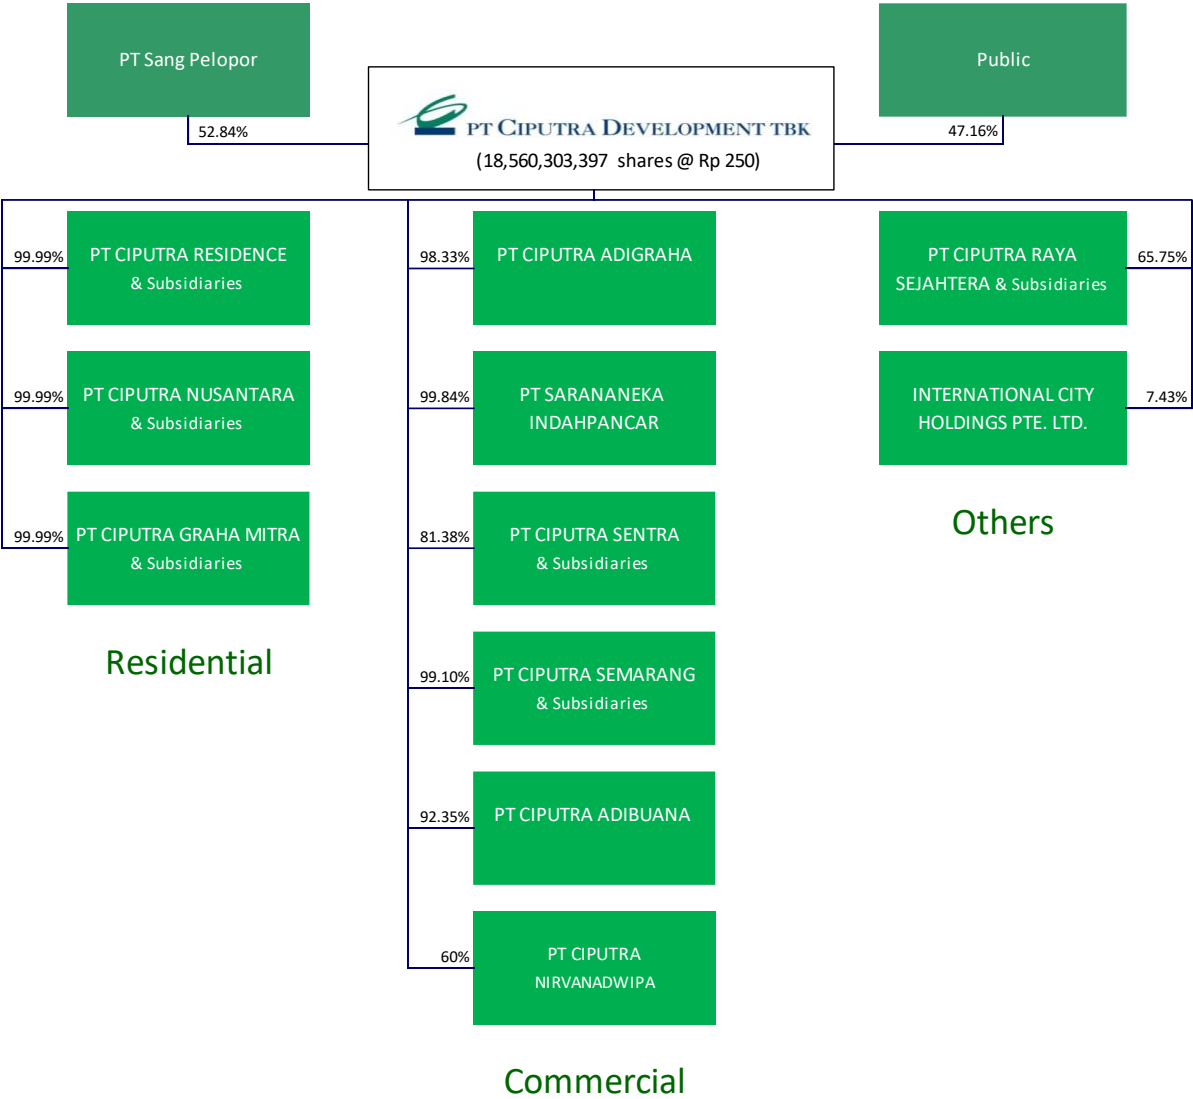 PT Sang Pelopor
Public
52.84%
47.16%
PT CIPUTRA DEVELOPMENT TBK
(18,560,303,397 shares @ Rp 250)
99.99%
PT CIPUTRA RESIDENCE
& Subsidiaries
99.99%
PT CIPUTRA NUSANTARA
& Subsidiaries
99.99%
PT CIPUTRA GRAHA MITRA
& Subsidiaries
Residential
98.33%
PT CIPUTRA ADIGRAHA
99.84%
PT SARANANEKA
INDAHPANCAR
81.38%
PT CIPUTRA SENTRA
& Subsidiaries
99.10%
PT CIPUTRA SEMARANG
& Subsidiaries
92.35%
PT CIPUTRA ADIBUANA
60%
PT CIPUTRA
NIRVANADWIPA
Commercial
PT CIPUTRA RAYA
SEJAHTERA & Subsidiaries
65.75%
INTERNATIONAL CITY
HOLDINGS PTE. LTD.
7.43%
Others